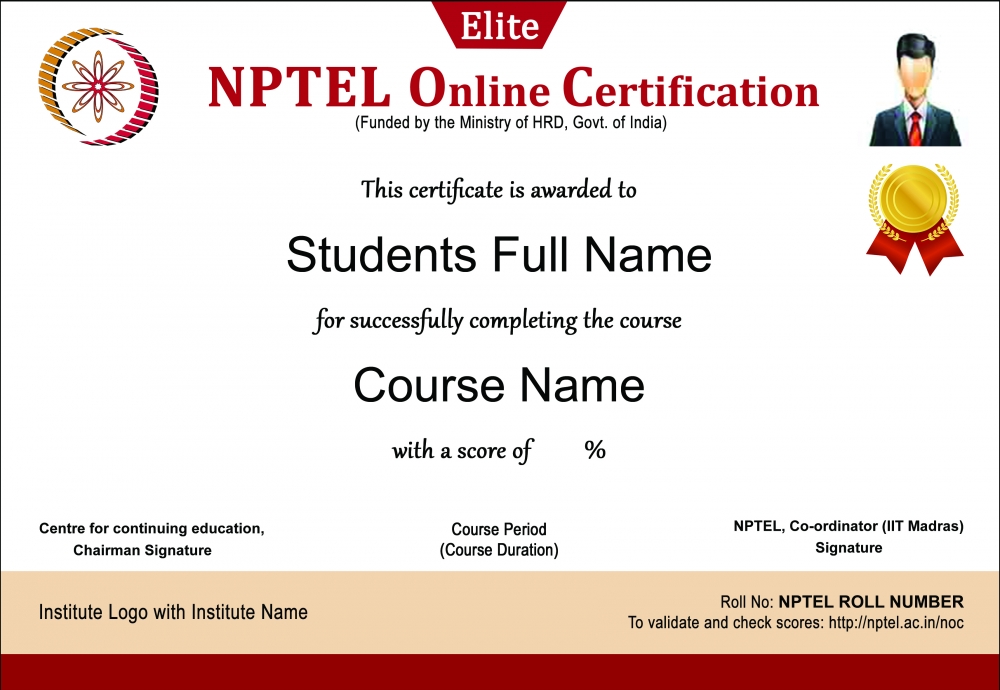 Elite
NPTEL Online Certification
(Funded by the Ministry of HRD, Govt. of India)
This certificate is awarded to
Students Full Name
for successfully completing the course
Course Name
with a score of %
Centre for continuing education,
Chairman Signature
Course Period
(Course Duration)
NPTEL, Co-ordinator (IIT Madras)
Signature
Institute Logo with Institute Name
Roll No: NPTEL ROLL NUMBER
To validate and check scores: http://nptel.ac.in/noc